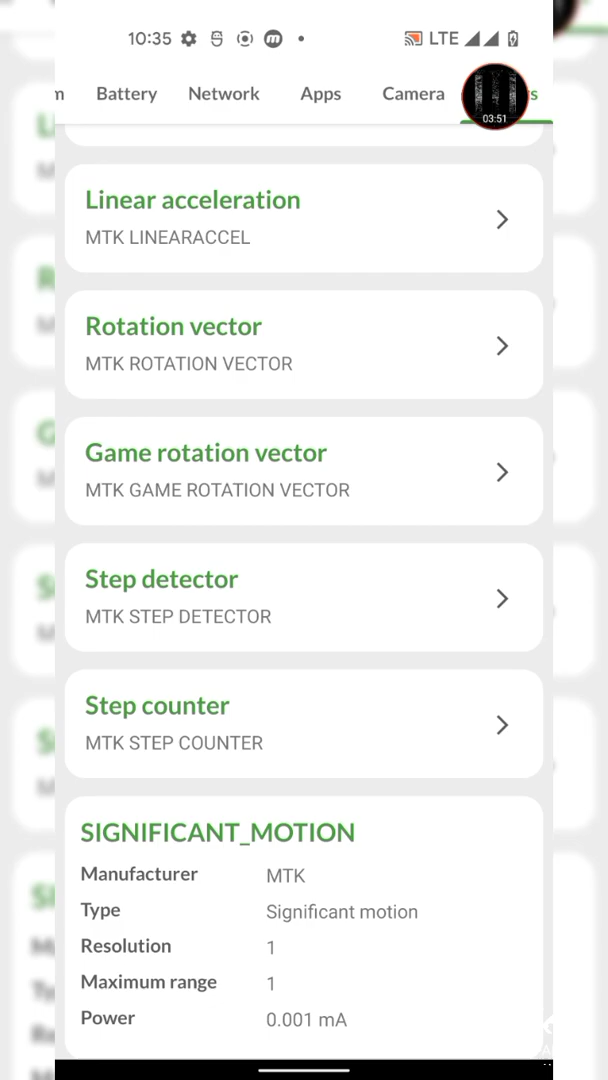 10:35 LTE
m Battery Network Apps Camera s
03:51
Linear acceleration
MTK LINEARACCEL
Rotation vector
MTK ROTATION VECTOR
Game rotation vector
MTK GAME ROTATION VECTOR
Step detector
MTK STEP DETECTOR
Step counter
MTK STEP COUNTER
SIGNIFICANT_MOTION
Manufacturer MTK
Type Significant motion
Resolution 1
Maximum range 1
Power 0.001 mA